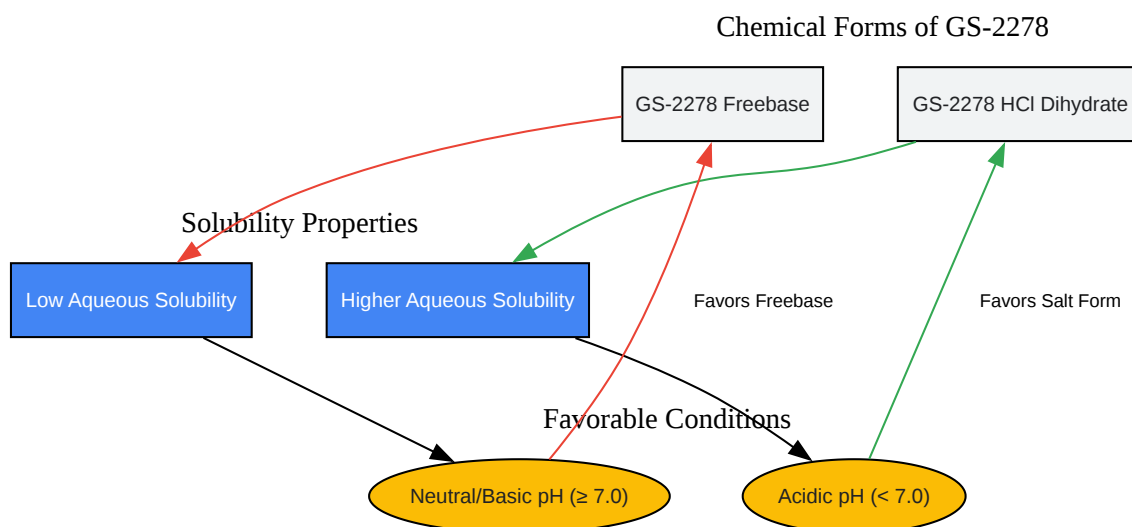 Chemical Forms of GS-2278
GS-2278 Freebase
GS-2278 HCl Dihydrate
Solubility Properties
Low Aqueous Solubility
Higher Aqueous Solubility
Favors Freebase
Favors Salt Form
Favorable Conditions
Neutral/Basic pH (≥ 7.0)
Acidic pH (< 7.0)